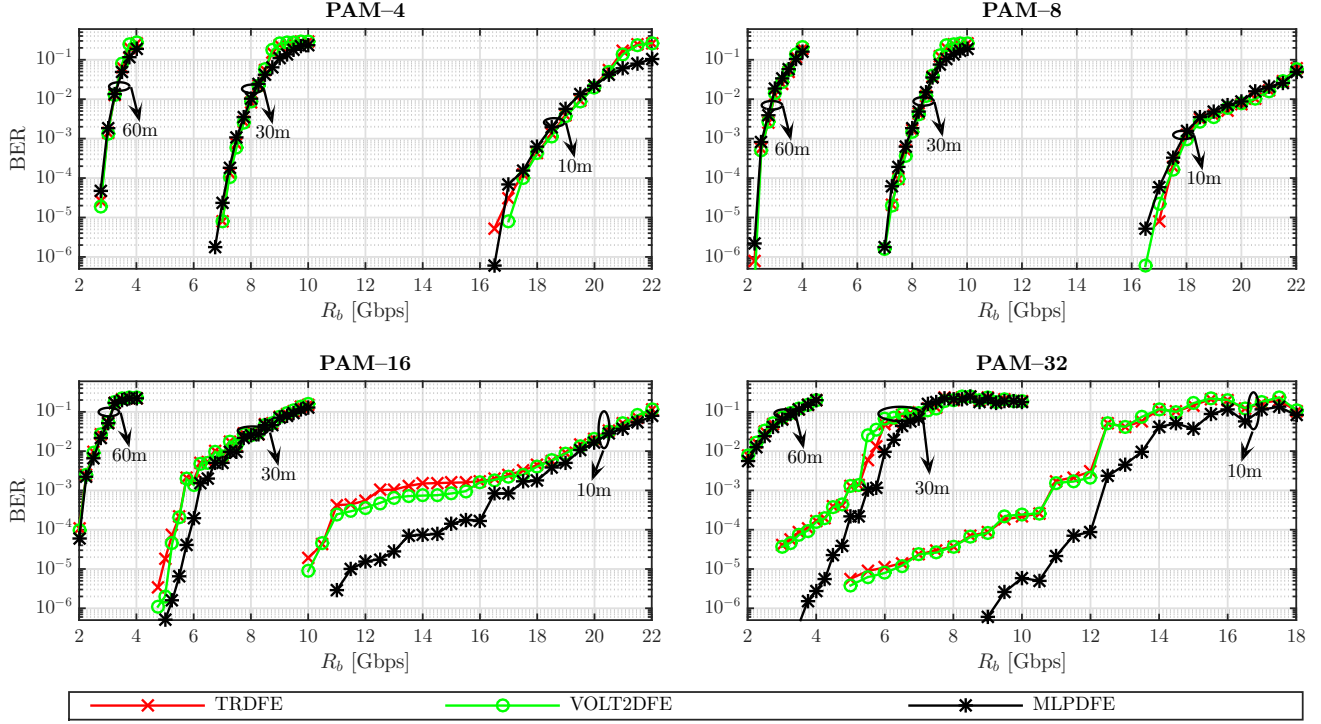 PAM–4
PAM–8
BER
10⁻¹
10⁻²
10⁻³
10⁻⁴
10⁻⁵
10⁻⁶
60m
30m
10m
2 4 6 8 10 12 14 16 18 20 22
R_b [Gbps]
10⁻¹
10⁻²
10⁻³
10⁻⁴
10⁻⁵
10⁻⁶
60m
30m
10m
2 4 6 8 10 12 14 16 18 20 22
R_b [Gbps]
PAM–16
PAM–32
BER
10⁻¹
10⁻²
10⁻³
10⁻⁴
10⁻⁵
10⁻⁶
60m
30m
10m
2 4 6 8 10 12 14 16 18 20 22
R_b [Gbps]
10⁻¹
10⁻²
10⁻³
10⁻⁴
10⁻⁵
10⁻⁶
60m
30m
10m
2 4 6 8 10 12 14 16 18
R_b [Gbps]
TRDFE VOLT2DFE MLPDFE